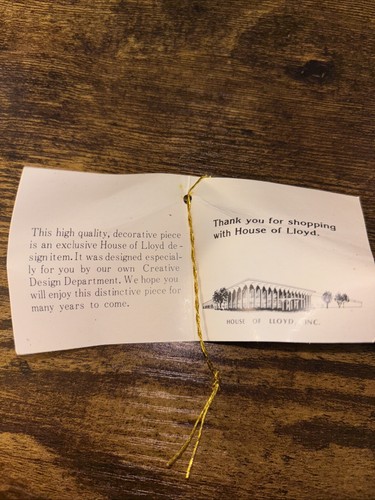 This high quality, decorative piece
is an exclusive House of Lloyd de-
sign item. It was designed especial-
ly for you by our own Creative
Design Department. We hope you
will enjoy this distinctive piece for
many years to come.
Thank you for shopping
with House of Lloyd.
HOUSE OF LLOYD, INC.